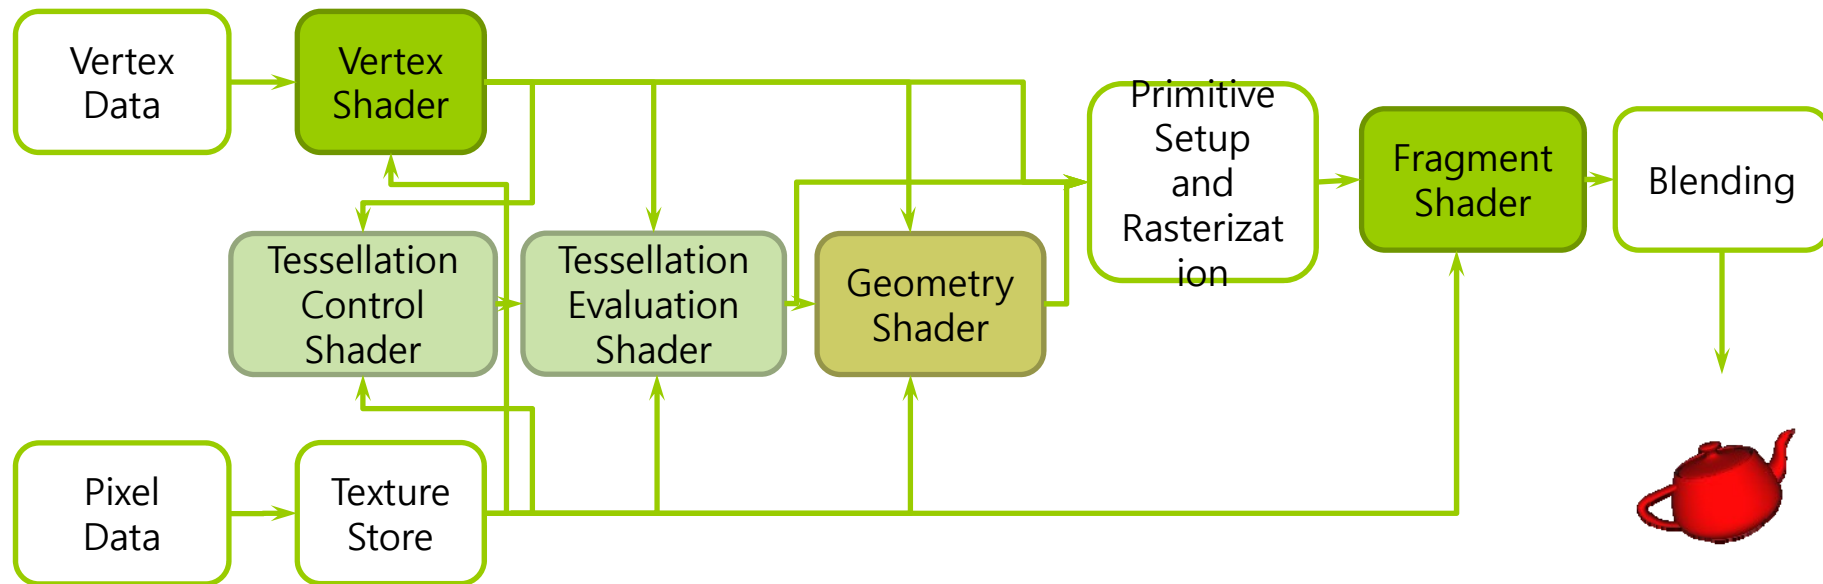 Vertex
Data
Vertex
Shader
Primitive
Setup
and
Rasterizat
ion
Fragment
Shader
Blending
Tessellation
Control
Shader
Tessellation
Evaluation
Shader
Geometry
Shader
Pixel
Data
Texture
Store